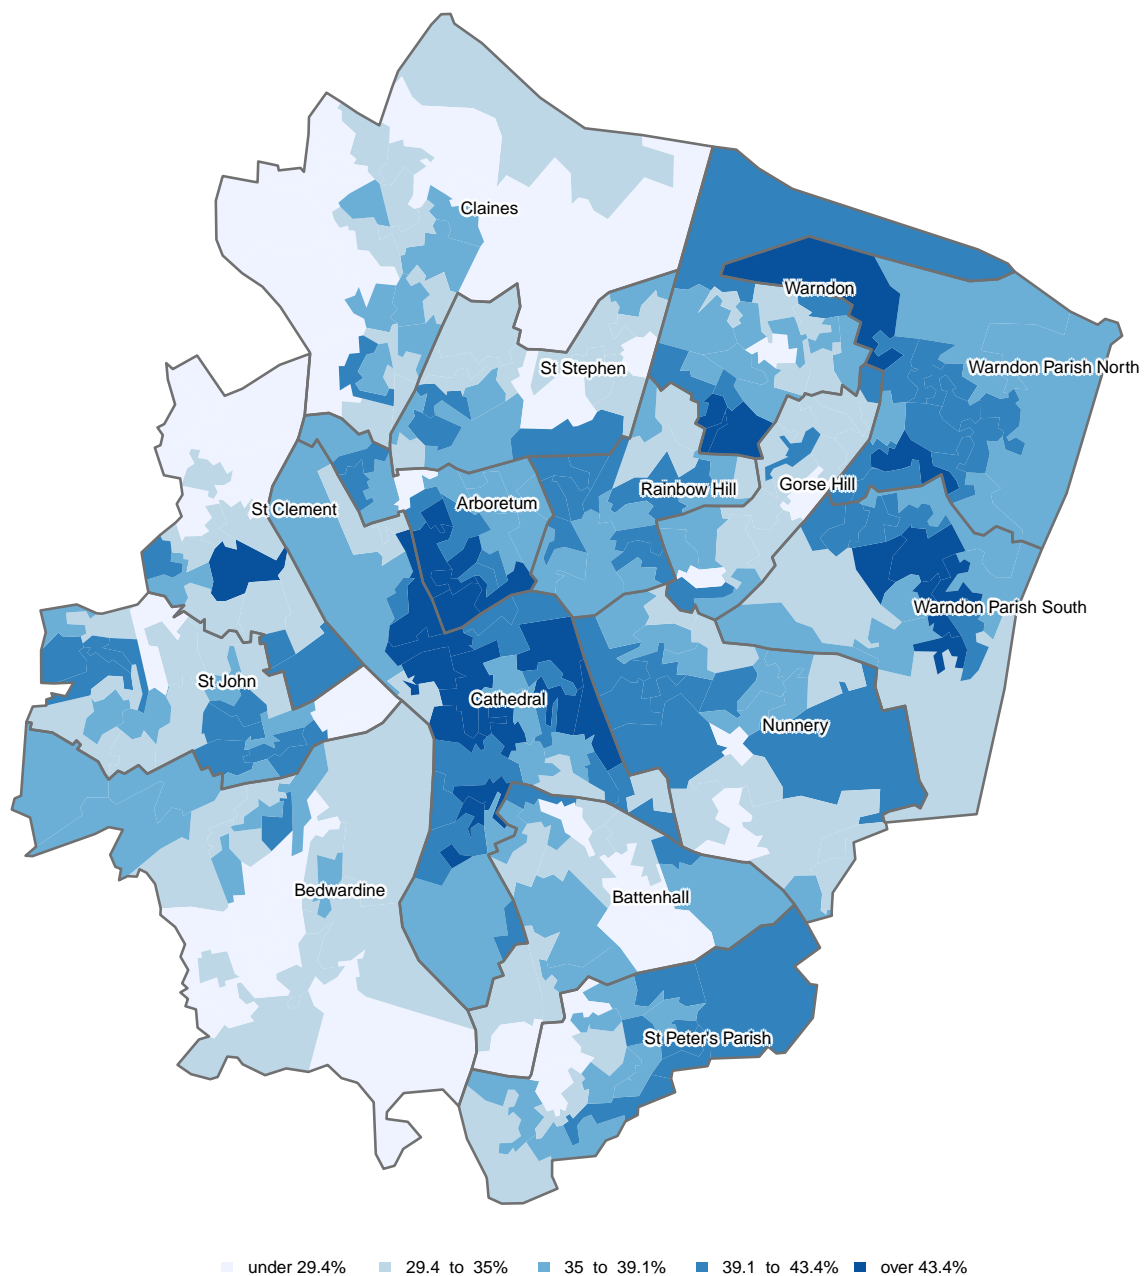 Claines
Warndon
St Stephen
Warndon Parish North
Rainbow Hill
Gorse Hill
Arboretum
St Clement
Warndon Parish South
St John
Cathedral
Nunnery
Bedwardine
Battenhall
St Peter's Parish
under 29.4% 29.4 to 35% 35 to 39.1% 39.1 to 43.4% over 43.4%